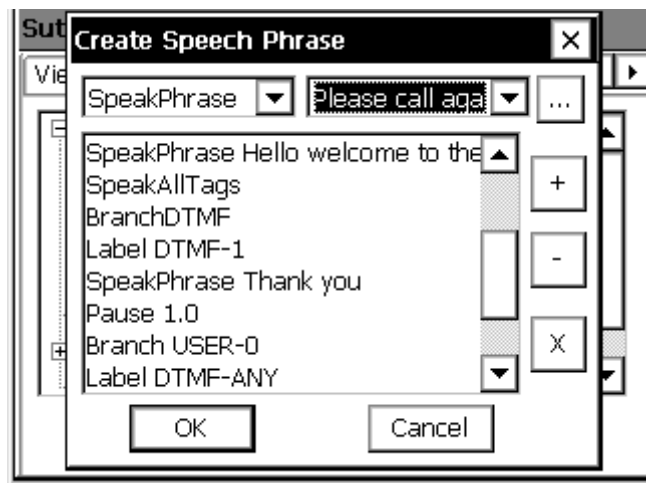 Sut
Create Speech Phrase
Vie
SpeakPhrase
Please call aga
...
SpeakPhrase Hello welcome to the
SpeakAllTags
BranchDTMF
Label DTMF-1
SpeakPhrase Thank you
Pause 1.0
Branch USER-0
Label DTMF-ANY
+
-
X
OK
Cancel